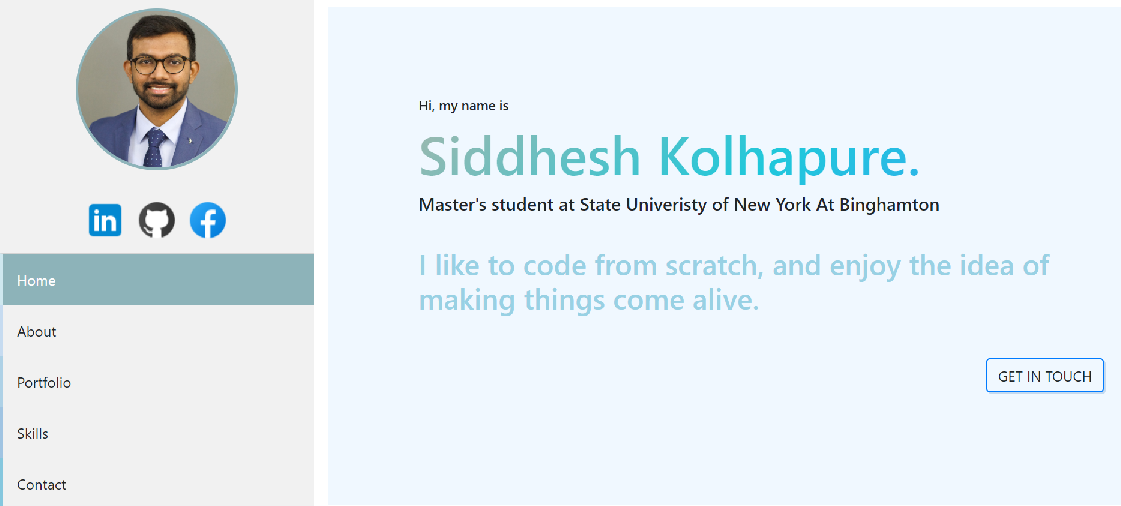 in
Home
About
Portfolio
Skills
Contact
Hi, my name is
Siddhesh Kolhapure.
Master's student at State Univeristy of New York At Binghamton
I like to code from scratch, and enjoy the idea of
making things come alive.
GET IN TOUCH